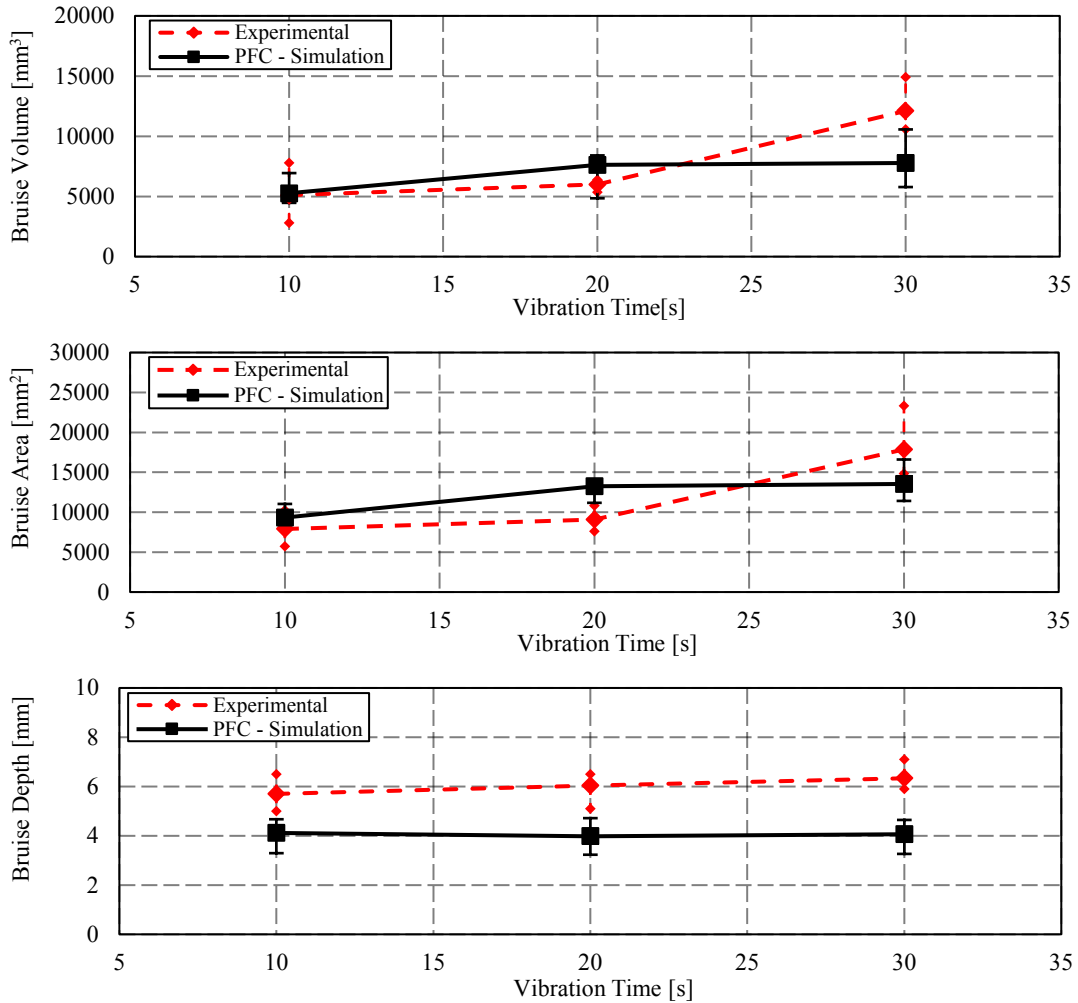 20000
15000
10000
5000
0
Bruise Volume [mm³]
Experimental
PFC - Simulation
5 10 15 20 25 30 35
Vibration Time[s]
30000
25000
20000
15000
10000
5000
0
Bruise Area [mm²]
Experimental
PFC - Simulation
5 10 15 20 25 30 35
Vibration Time [s]
10
8
6
4
2
0
Bruise Depth [mm]
Experimental
PFC - Simulation
5 10 15 20 25 30 35
Vibration Time [s]